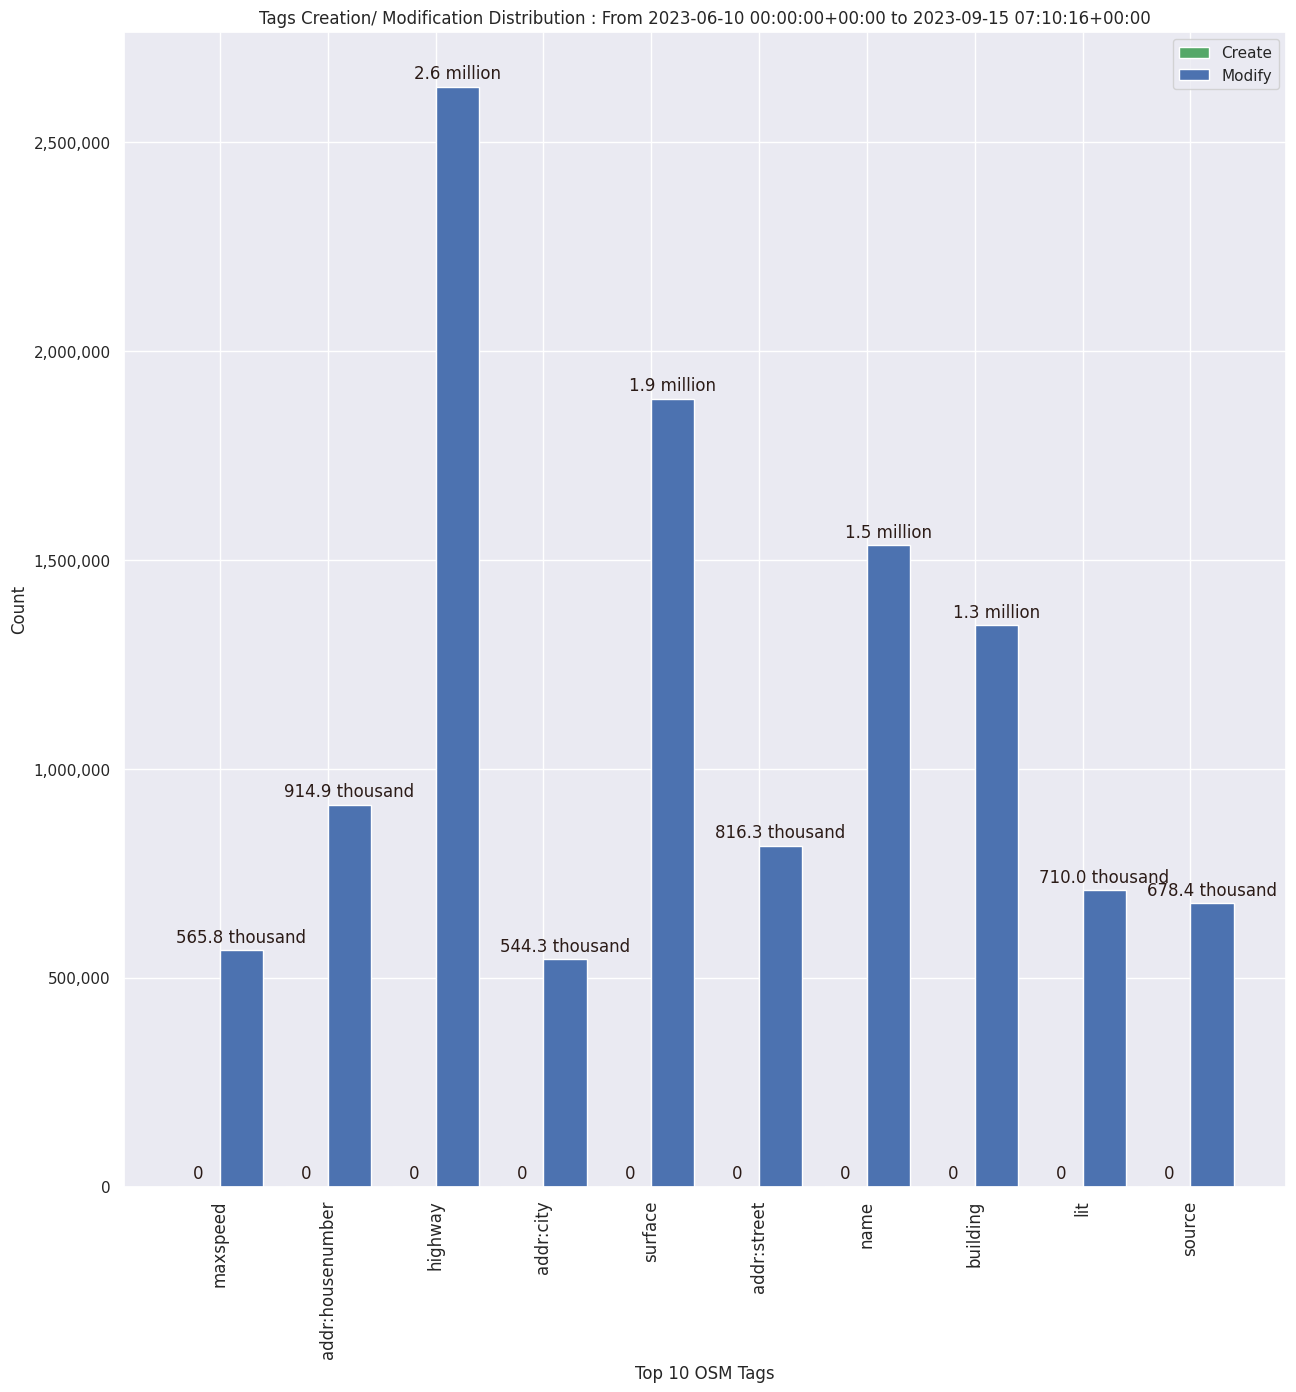 Tags Creation/ Modification Distribution : From 2023-06-10 00:00:00+00:00 to 2023-09-15 07:10:16+00:00
Create
Modify
2.6 million
2,500,000
2,000,000
1.9 million
1,500,000
1.5 million
1.3 million
Count
1,000,000
914.9 thousand
816.3 thousand
710.0 thousand
678.4 thousand
565.8 thousand
544.3 thousand
500,000
0
0
0
0
0
0
0
0
0
0
0
maxspeed
addr:housenumber
highway
addr:city
surface
addr:street
name
building
lit
source
Top 10 OSM Tags